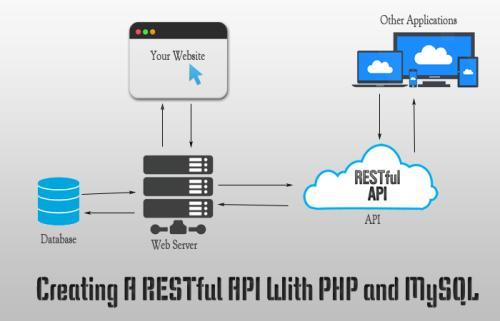 Other Applications
Your Website
RESTful
API
API
Database
Web Server
Creating A RESTful API With PHP and MySQL